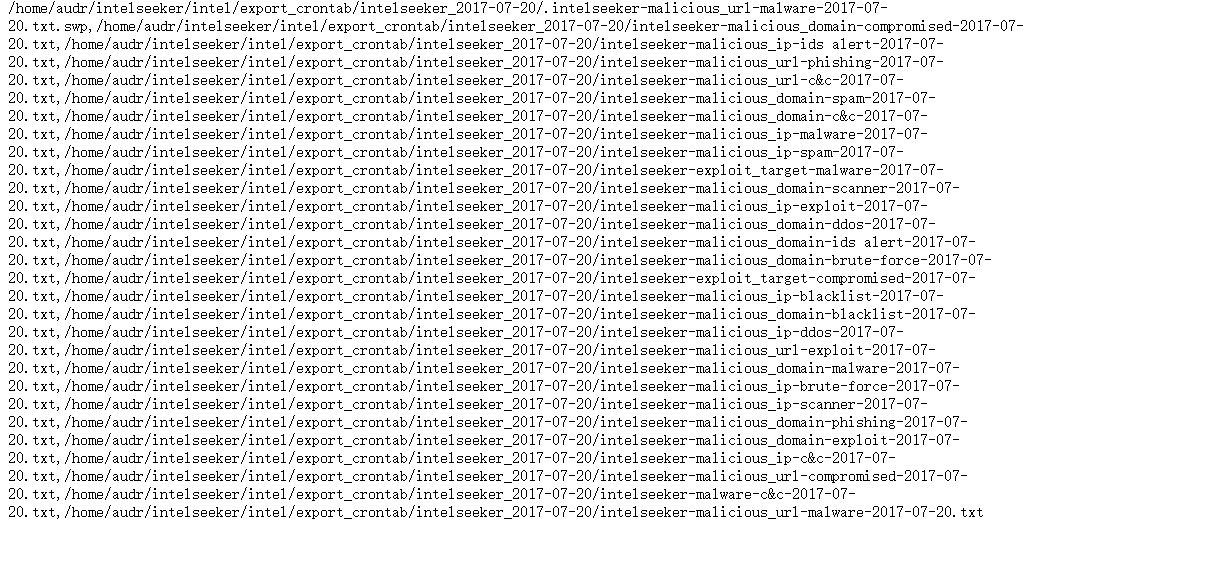 /home/audr/intelseeker/intel/export_crontab/intelseeker_2017-07-20/.intelseeker-malicious_url-malware-2017-07-
20.txt.swp,/home/audr/intelseeker/intel/export_crontab/intelseeker_2017-07-20/intelseeker-malicious_domain-compromised-2017-07-
20.txt,/home/audr/intelseeker/intel/export_crontab/intelseeker_2017-07-20/intelseeker-malicious_ip-ids alert-2017-07-
20.txt,/home/audr/intelseeker/intel/export_crontab/intelseeker_2017-07-20/intelseeker-malicious_url-phishing-2017-07-
20.txt,/home/audr/intelseeker/intel/export_crontab/intelseeker_2017-07-20/intelseeker-malicious_url-c&c-2017-07-
20.txt,/home/audr/intelseeker/intel/export_crontab/intelseeker_2017-07-20/intelseeker-malicious_domain-spam-2017-07-
20.txt,/home/audr/intelseeker/intel/export_crontab/intelseeker_2017-07-20/intelseeker-malicious_domain-c&c-2017-07-
20.txt,/home/audr/intelseeker/intel/export_crontab/intelseeker_2017-07-20/intelseeker-malicious_ip-malware-2017-07-
20.txt,/home/audr/intelseeker/intel/export_crontab/intelseeker_2017-07-20/intelseeker-malicious_ip-spam-2017-07-
20.txt,/home/audr/intelseeker/intel/export_crontab/intelseeker_2017-07-20/intelseeker-exploit_target-malware-2017-07-
20.txt,/home/audr/intelseeker/intel/export_crontab/intelseeker_2017-07-20/intelseeker-malicious_domain-scanner-2017-07-
20.txt,/home/audr/intelseeker/intel/export_crontab/intelseeker_2017-07-20/intelseeker-malicious_ip-exploit-2017-07-
20.txt,/home/audr/intelseeker/intel/export_crontab/intelseeker_2017-07-20/intelseeker-malicious_domain-ddos-2017-07-
20.txt,/home/audr/intelseeker/intel/export_crontab/intelseeker_2017-07-20/intelseeker-malicious_domain-ids alert-2017-07-
20.txt,/home/audr/intelseeker/intel/export_crontab/intelseeker_2017-07-20/intelseeker-malicious_domain-brute-force-2017-07-
20.txt,/home/audr/intelseeker/intel/export_crontab/intelseeker_2017-07-20/intelseeker-exploit_target-compromised-2017-07-
20.txt,/home/audr/intelseeker/intel/export_crontab/intelseeker_2017-07-20/intelseeker-malicious_ip-blacklist-2017-07-
20.txt,/home/audr/intelseeker/intel/export_crontab/intelseeker_2017-07-20/intelseeker-malicious_domain-blacklist-2017-07-
20.txt,/home/audr/intelseeker/intel/export_crontab/intelseeker_2017-07-20/intelseeker-malicious_ip-ddos-2017-07-
20.txt,/home/audr/intelseeker/intel/export_crontab/intelseeker_2017-07-20/intelseeker-malicious_url-exploit-2017-07-
20.txt,/home/audr/intelseeker/intel/export_crontab/intelseeker_2017-07-20/intelseeker-malicious_domain-malware-2017-07-
20.txt,/home/audr/intelseeker/intel/export_crontab/intelseeker_2017-07-20/intelseeker-malicious_ip-brute-force-2017-07-
20.txt,/home/audr/intelseeker/intel/export_crontab/intelseeker_2017-07-20/intelseeker-malicious_ip-scanner-2017-07-
20.txt,/home/audr/intelseeker/intel/export_crontab/intelseeker_2017-07-20/intelseeker-malicious_domain-phishing-2017-07-
20.txt,/home/audr/intelseeker/intel/export_crontab/intelseeker_2017-07-20/intelseeker-malicious_domain-exploit-2017-07-
20.txt,/home/audr/intelseeker/intel/export_crontab/intelseeker_2017-07-20/intelseeker-malicious_ip-c&c-2017-07-
20.txt,/home/audr/intelseeker/intel/export_crontab/intelseeker_2017-07-20/intelseeker-malicious_url-compromised-2017-07-
20.txt,/home/audr/intelseeker/intel/export_crontab/intelseeker_2017-07-20/intelseeker-malware-c&c-2017-07-
20.txt,/home/audr/intelseeker/intel/export_crontab/intelseeker_2017-07-20/intelseeker-malicious_url-malware-2017-07-20.txt